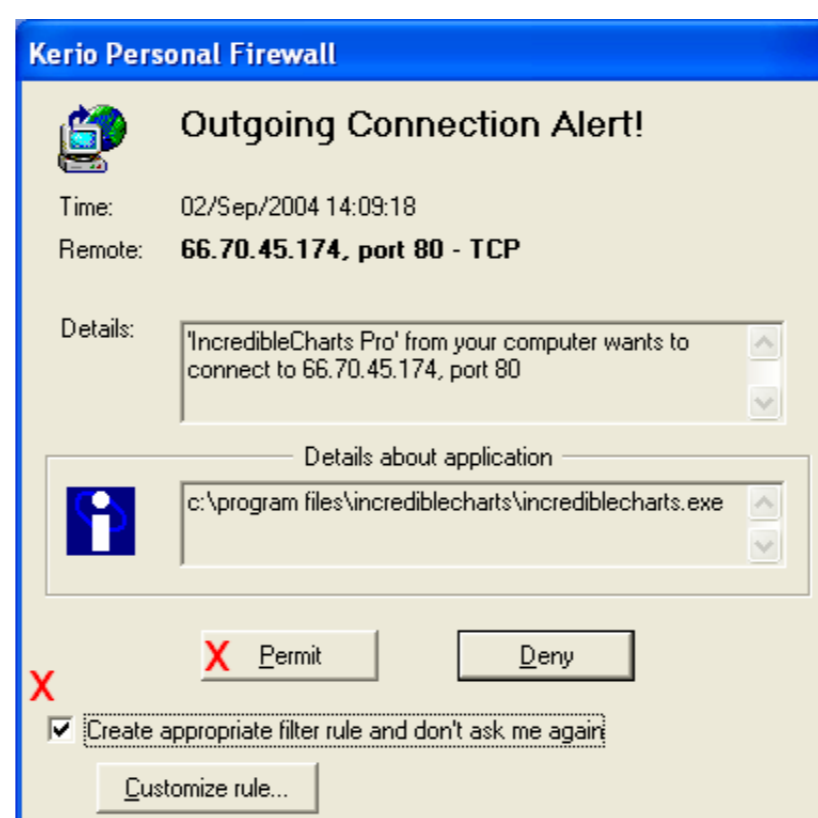 Kerio Personal Firewall
Outgoing Connection Alert!
Time: 02/Sep/2004 14:09:18
Remote: 66.70.45.174, port 80 - TCP
Details: 'IncredibleCharts Pro' from your computer wants to
connect to 66.70.45.174, port 80
Details about application
c:\program files\incrediblecharts\incrediblecharts.exe
X Permit Deny
X
Create appropriate filter rule and don't ask me again
Customize rule...